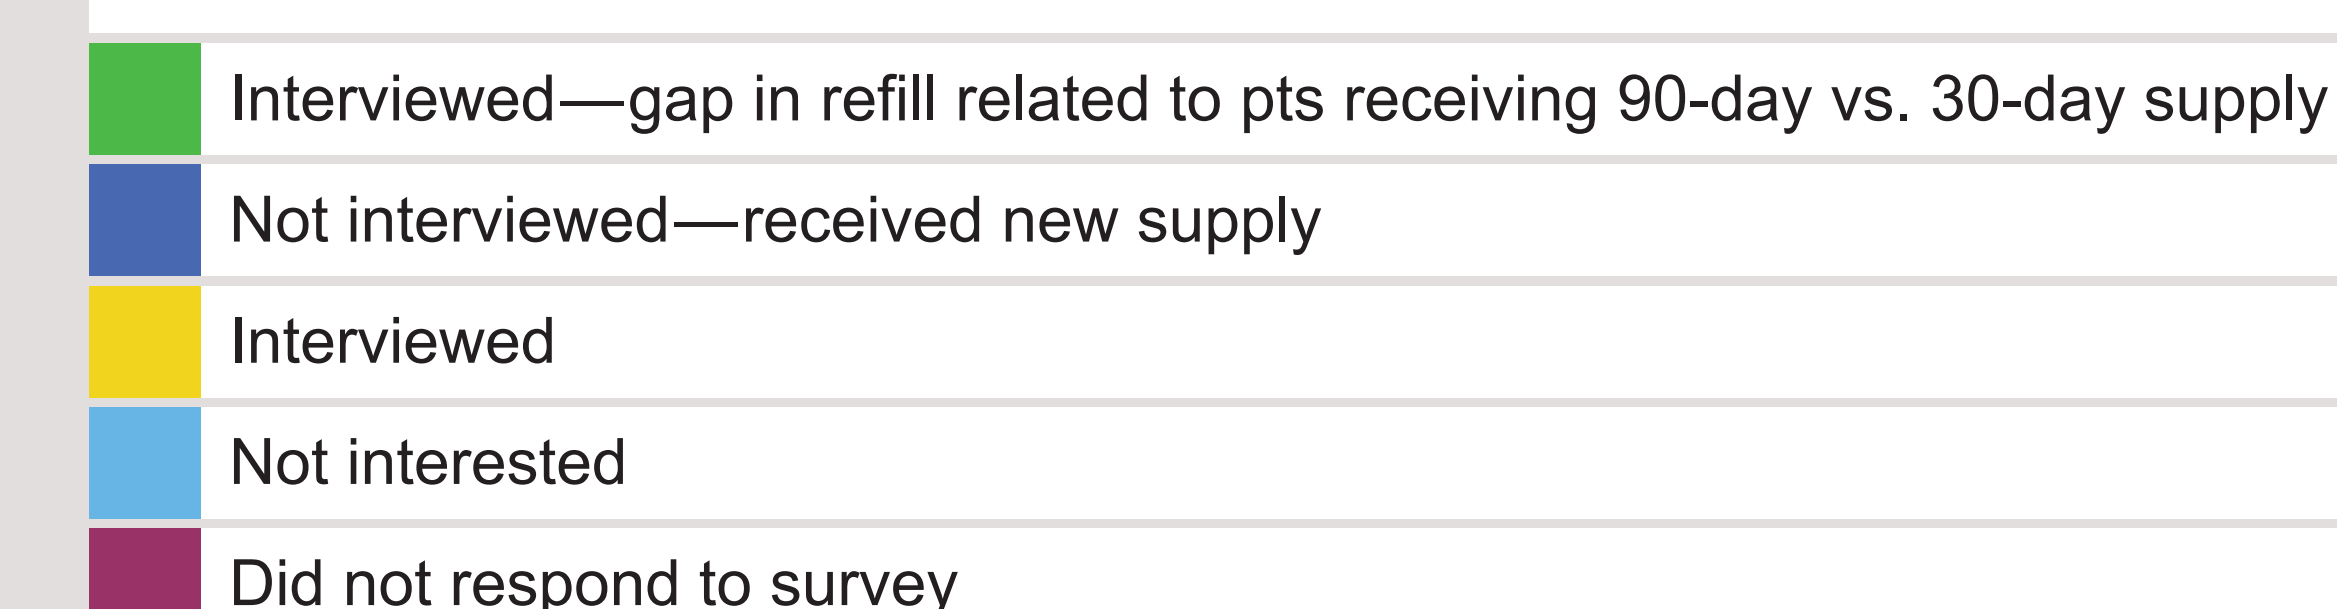 Interviewed—gap in refill related to pts receiving 90-day vs. 30-day supply
Not interviewed—received new supply
Interviewed
Not interested
Did not respond to survey